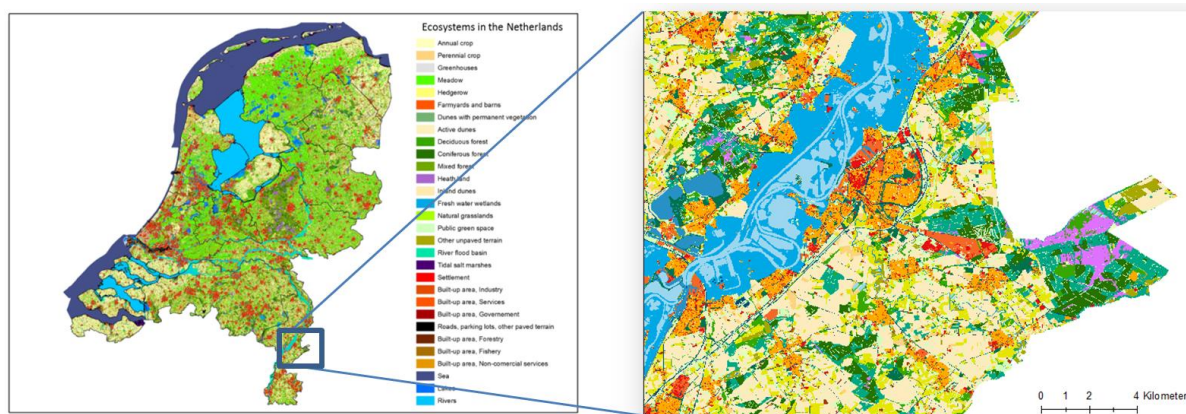 Ecosystems in the Netherlands
Annual crop
Perennial crop
Greenhouses
Meadow
Hedgerow
Farmyards and barns
Dunes with permanent vegetation
Active dunes
Deciduous forest
Coniferous forest
Mixed forest
Heath land
Inland dunes
Fresh water wetlands
Natural grasslands
Public green space
Other unpaved terrain
River flood basin
Tidal salt marshes
Settlement
Built-up area, Industry
Built-up area, Services
Built-up area, Governement
Roads, parking lots, other paved terrain
Built-up area, Forestry
Built-up area, Fishery
Built-up area, Non-comercial services
Sea
Lakes
Rivers
0 1 2 4 Kilometer